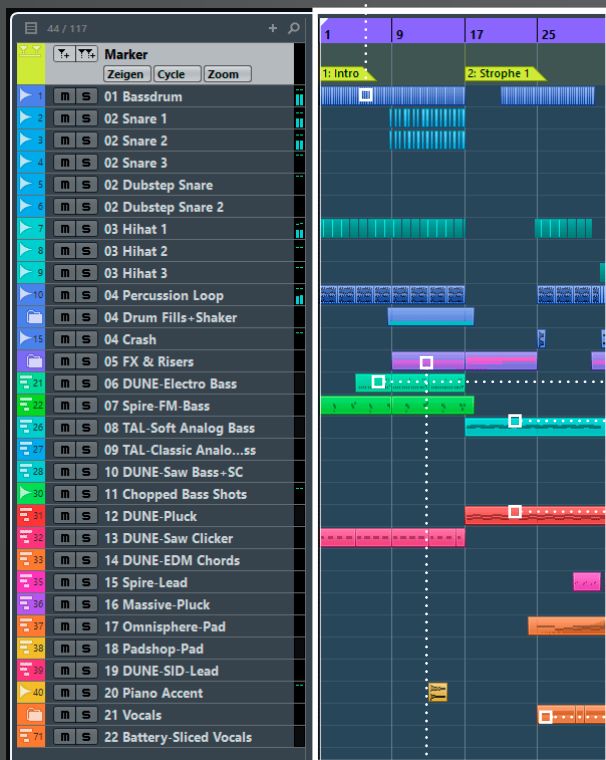 44 / 117
1 9 17 25
Marker
Zeigen Cycle Zoom
1: Intro 2: Strophe 1
1 m S 01 Bassdrum
2 m S 02 Snare 1
3 m S 02 Snare 2
4 m S 02 Snare 3
5 m S 02 Dubstep Snare
6 m S 02 Dubstep Snare 2
7 m S 03 Hihat 1
8 m S 03 Hihat 2
9 m S 03 Hihat 3
10 m S 04 Percussion Loop
m S 04 Drum Fills+Shaker
15 m S 04 Crash
m S 05 FX & Risers
21 m S 06 DUNE-Electro Bass
22 m S 07 Spire-FM-Bass
26 m S 08 TAL-Soft Analog Bass
27 m S 09 TAL-Classic Analo...ss
28 m S 10 DUNE-Saw Bass+SC
30 m S 11 Chopped Bass Shots
31 m S 12 DUNE-Pluck
32 m S 13 DUNE-Saw Clicker
33 m S 14 DUNE-EDM Chords
35 m S 15 Spire-Lead
36 m S 16 Massive-Pluck
37 m S 17 Omnisphere-Pad
38 m S 18 Padshop-Pad
39 m S 19 DUNE-SID-Lead
40 m S 20 Piano Accent
m S 21 Vocals
71 m S 22 Battery-Sliced Vocals